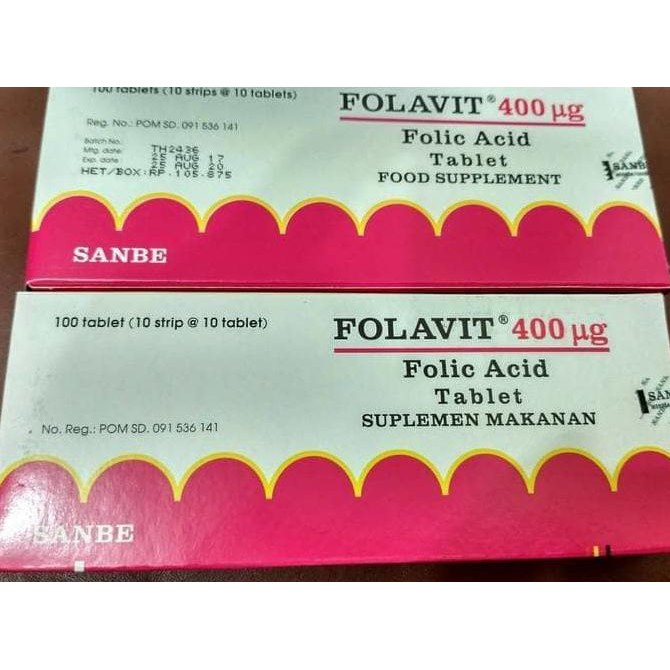 100 tablets (10 strips @ 10 tablets)
FOLAVIT® 400 µg
Folic Acid
Tablet
FOOD SUPPLEMENT
Reg. No.: POM SD. 091 536 141
Batch No.:
Mfg. date:
Exp. date:
TH2436
25 AUG 17
25 AUG 20
HET/BOX:RP.105.875
SANBE
SANBE
100 tablet (10 strip @ 10 tablet)
FOLAVIT® 400 µg
Folic Acid
Tablet
SUPLEMEN MAKANAN
No. Reg.: POM SD. 091 536 141
SANBE